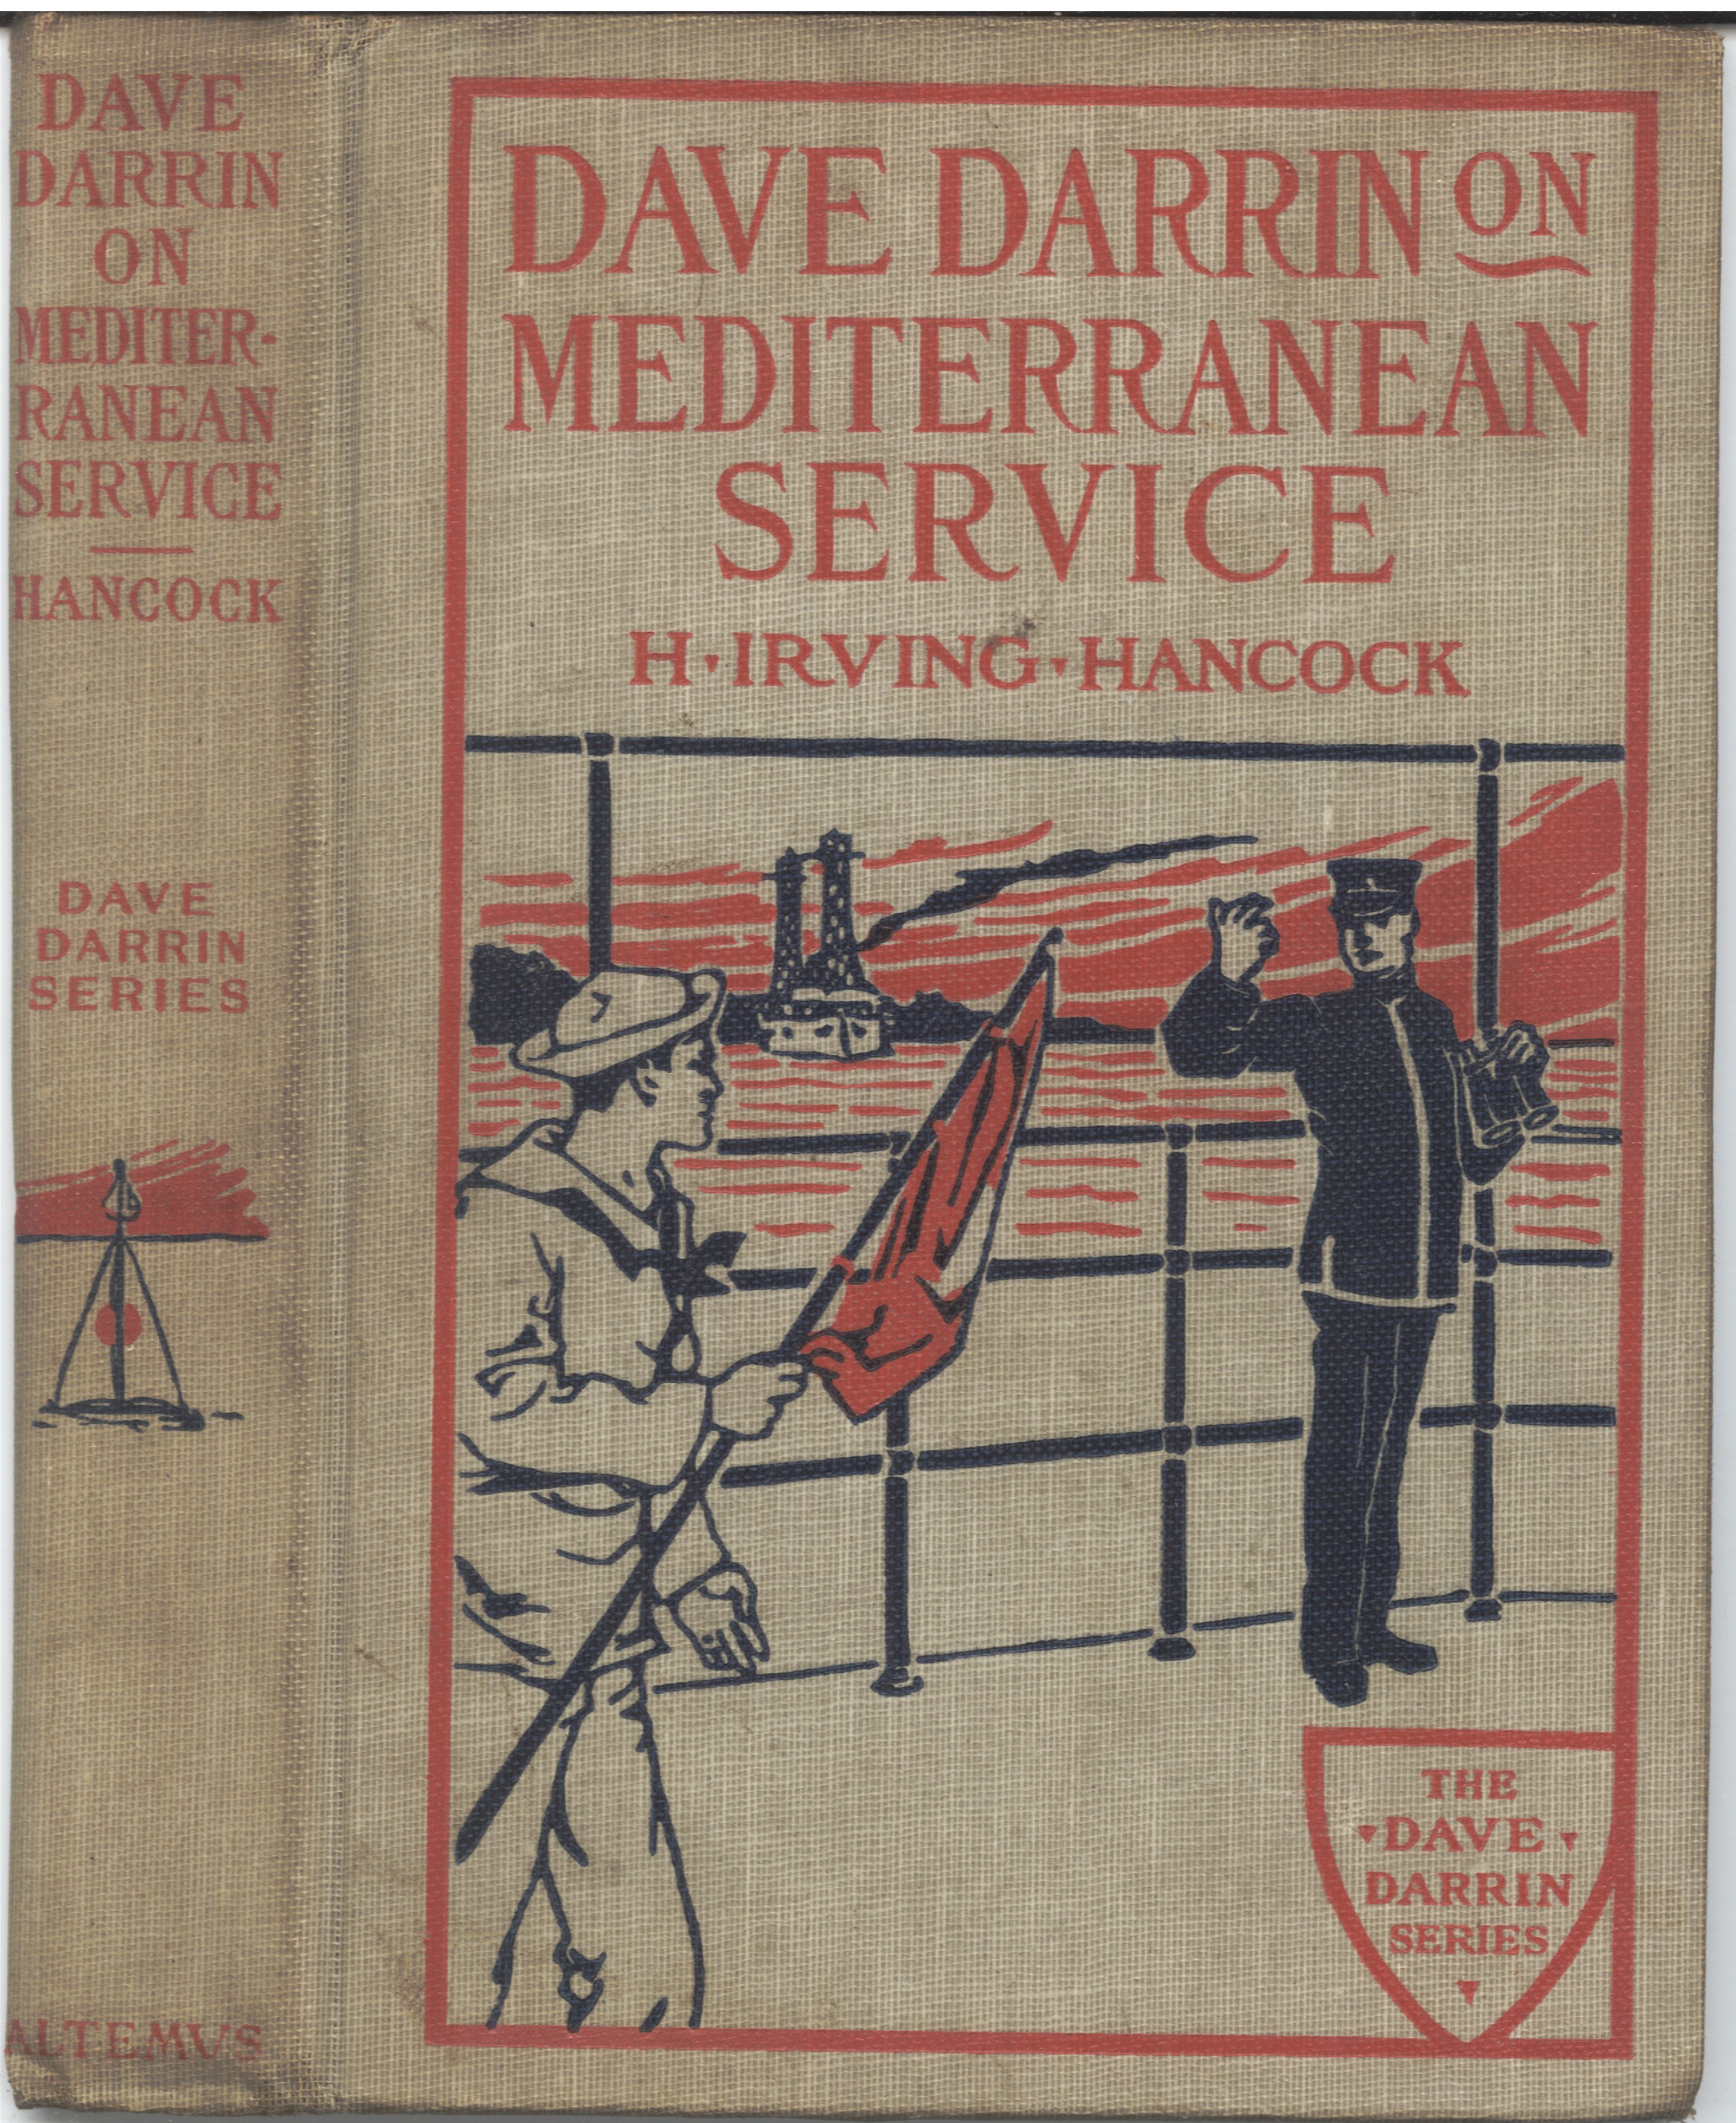 DAVE
DARRIN
ON
MEDITER-
RANEAN
SERVICE
HANCOCK
DAVE
DARRIN
SERIES
ALTEMVS
DAVE DARRIN ON
MEDITERRANEAN
SERVICE
H·IRVING·HANCOCK
THE
DAVE
DARRIN
SERIES